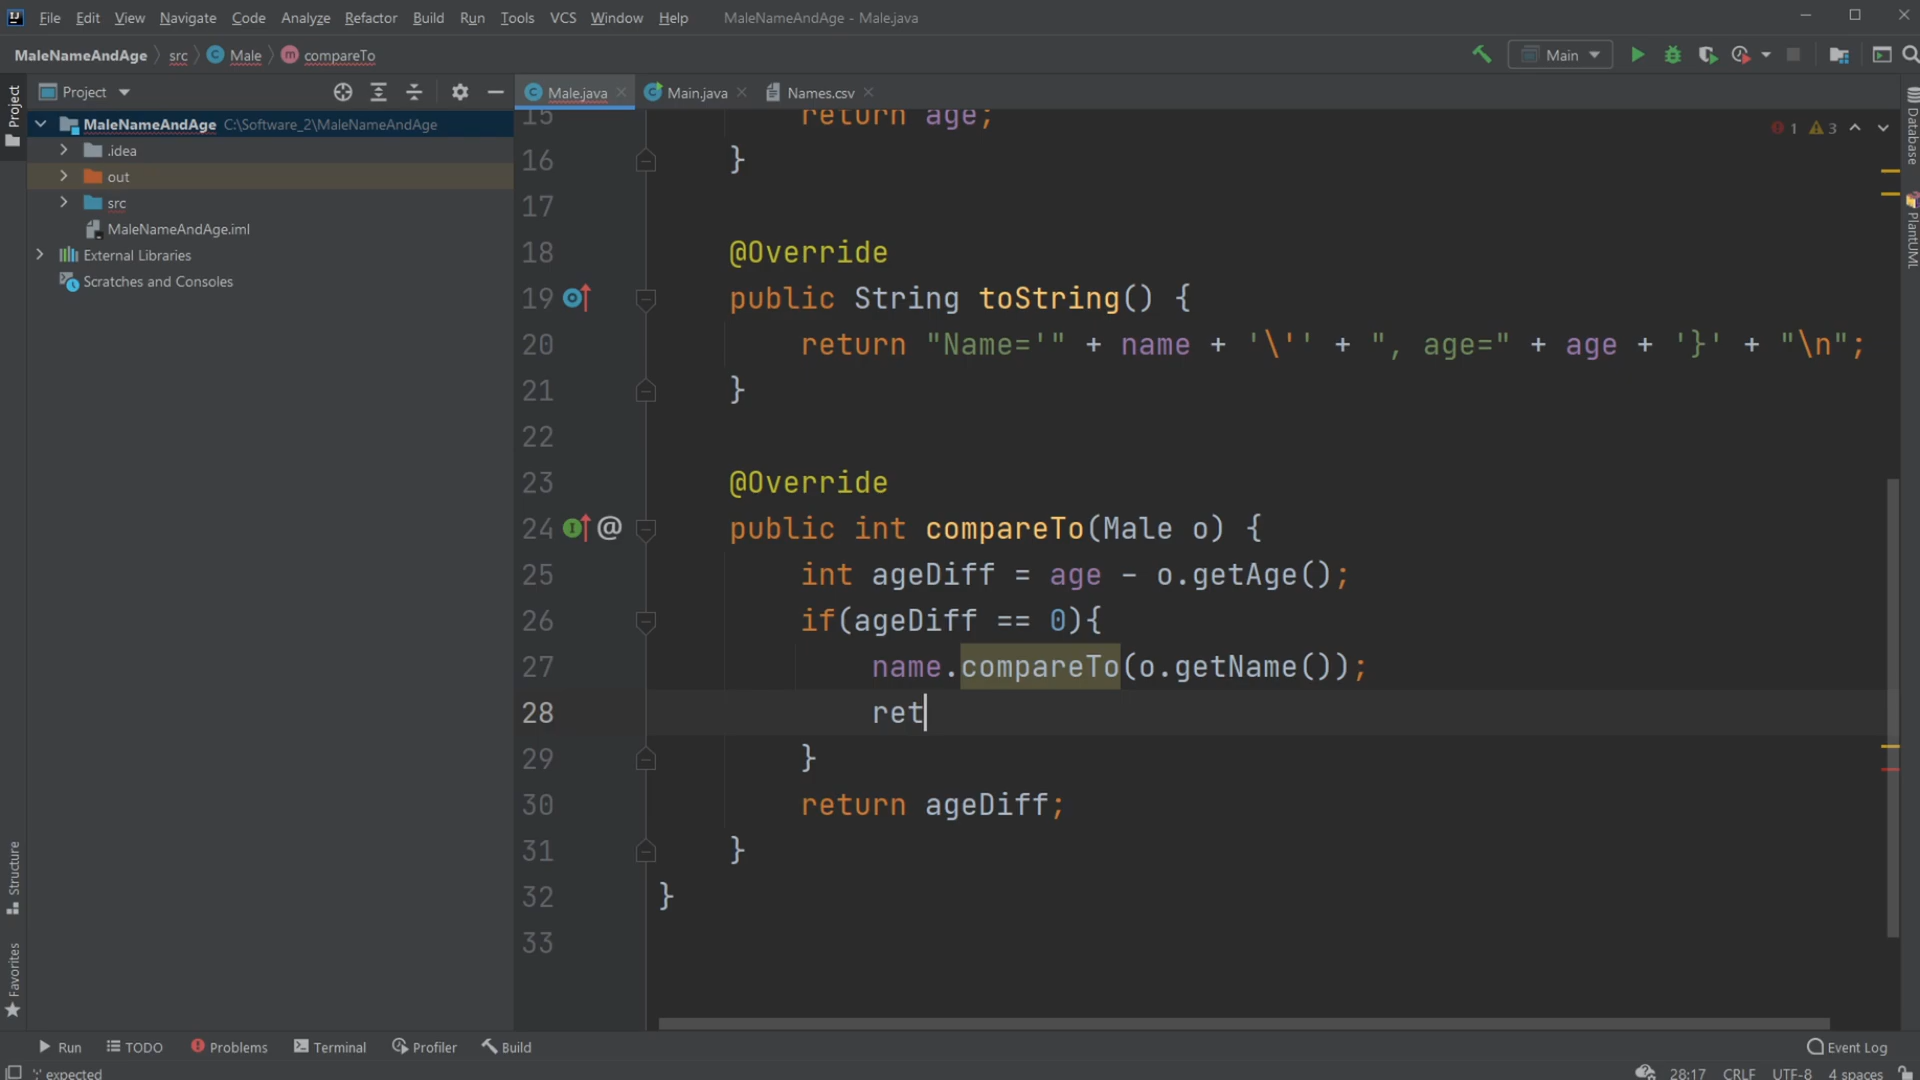 File Edit View Navigate Code Analyze Refactor Build Run Tools VCS Window Help MaleNameAndAge - Male.java
MaleNameAndAge src Male compareTo Main
Project Male.java Main.java Names.csv
MaleNameAndAge C:\Software_2\MaleNameAndAge
.idea
out
src
MaleNameAndAge.iml
External Libraries
Scratches and Consoles
Project
Structure
Favorites
1 3
15 return age;
16 }
17
18 @Override
19 public String toString() {
20 return "Name='" + name + '\'' + ", age=" + age + '}' + "\n";
21 }
22
23 @Override
24 @ public int compareTo(Male o) {
25 int ageDiff = age - o.getAge();
26 if(ageDiff == 0){
27 name.compareTo(o.getName());
28 ret
29 }
30 return ageDiff;
31 }
32 }
33
Database
PlantUML
Run TODO Problems Terminal Profiler Build Event Log
';' expected 28:17 CRLF UTF-8 4 spaces